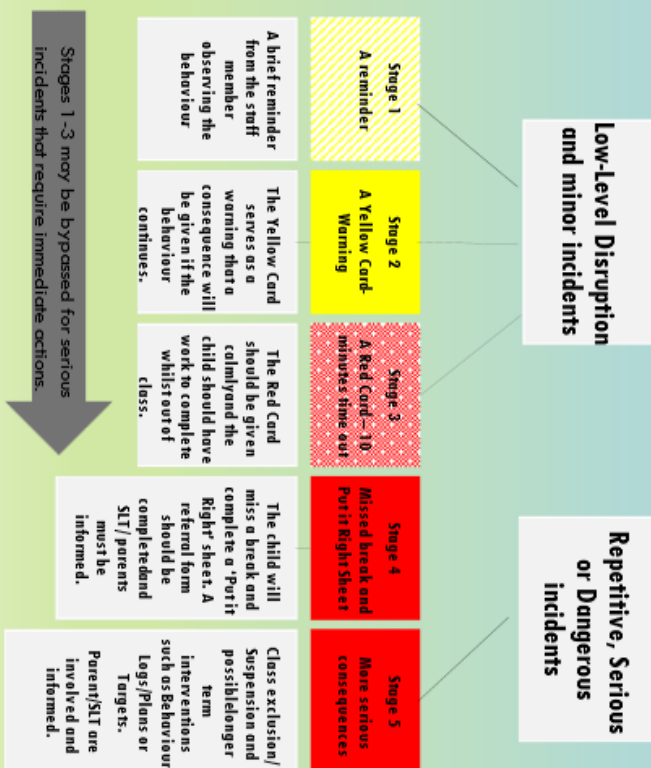 Low-Level Disruption
and minor incidents
Repetitive, Serious
or Dangerous
incidents
Stage 1
A reminder
Stage 2
A Yellow Card-
Warning
Stage 3
A Red Card – 10
minutes time out
Stage 4
Missed break and
Put it Right Sheet
Stage 5
More serious
consequences
A brief reminder
from the staff
member
observing the
behaviour
The Yellow Card
serves as a
warning that a
consequence will
be given if the
behaviour
continues.
The Red Card
should be given
calmly and the
child should have
work to complete
whilst out of
class.
The child will
miss a break and
complete a 'Put it
Right' sheet. A
referral form
should be
completed and
SLT/ parents
must be
informed.
Class exclusion/
Suspension and
possible longer
term
interventions
such as Behaviour
Logs/Plans or
Targets.
Parent/SLT are
involved and
informed.
Stages 1-3 may be bypassed for serious
incidents that require immediate actions.